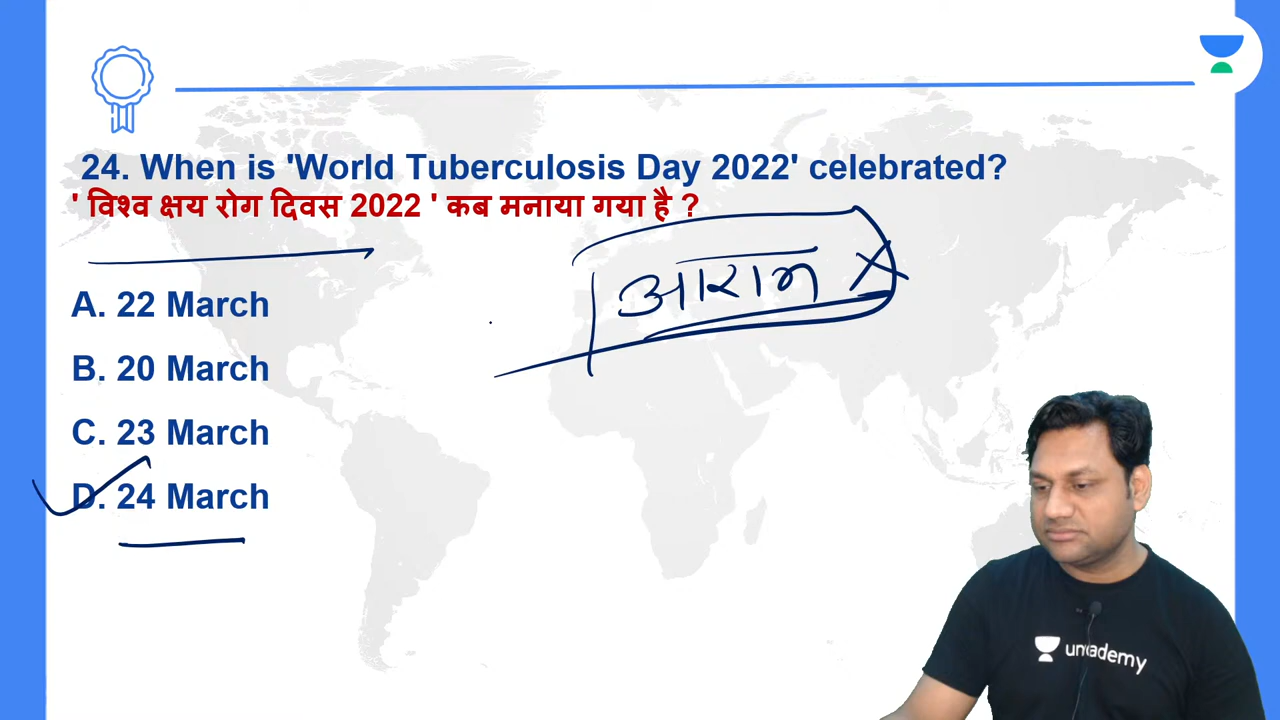 24. When is 'World Tuberculosis Day 2022' celebrated?
' विश्व क्षय रोग दिवस 2022 ' कब मनाया गया है ?
आराम X
A. 22 March
B. 20 March
C. 23 March
D. 24 March
unacademy